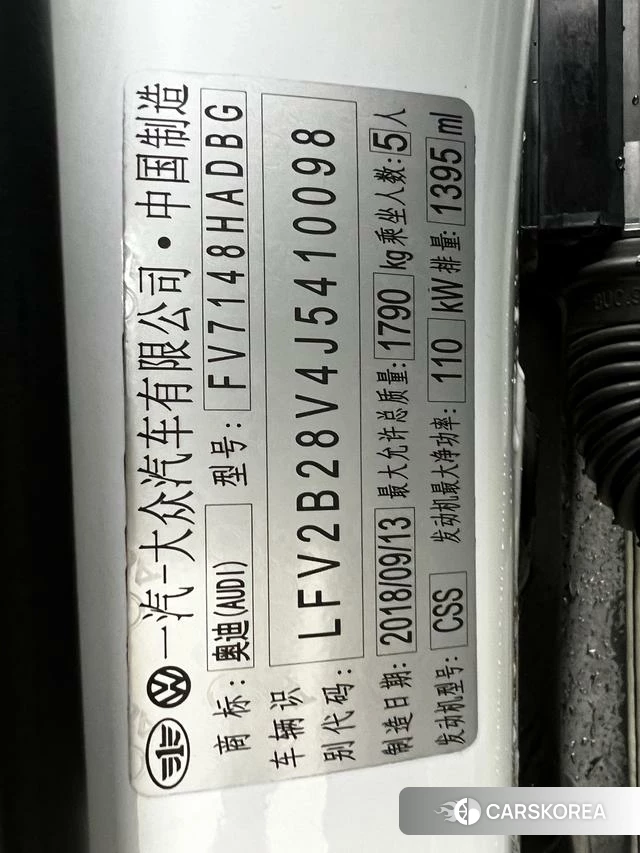 一汽-大众汽车有限公司·中国制造
商标: 奥迪(AUDI) 型号: FV7148HADBG
车辆识
别代码: LFV2B28V4J5410098
制造日期: 2018/09/13 最大允许总质量: 1790 kg 乘坐人数: 5 人
发动机型号: CSS 发动机最大净功率: 110 kW 排量: 1395 ml
CARSKOREA